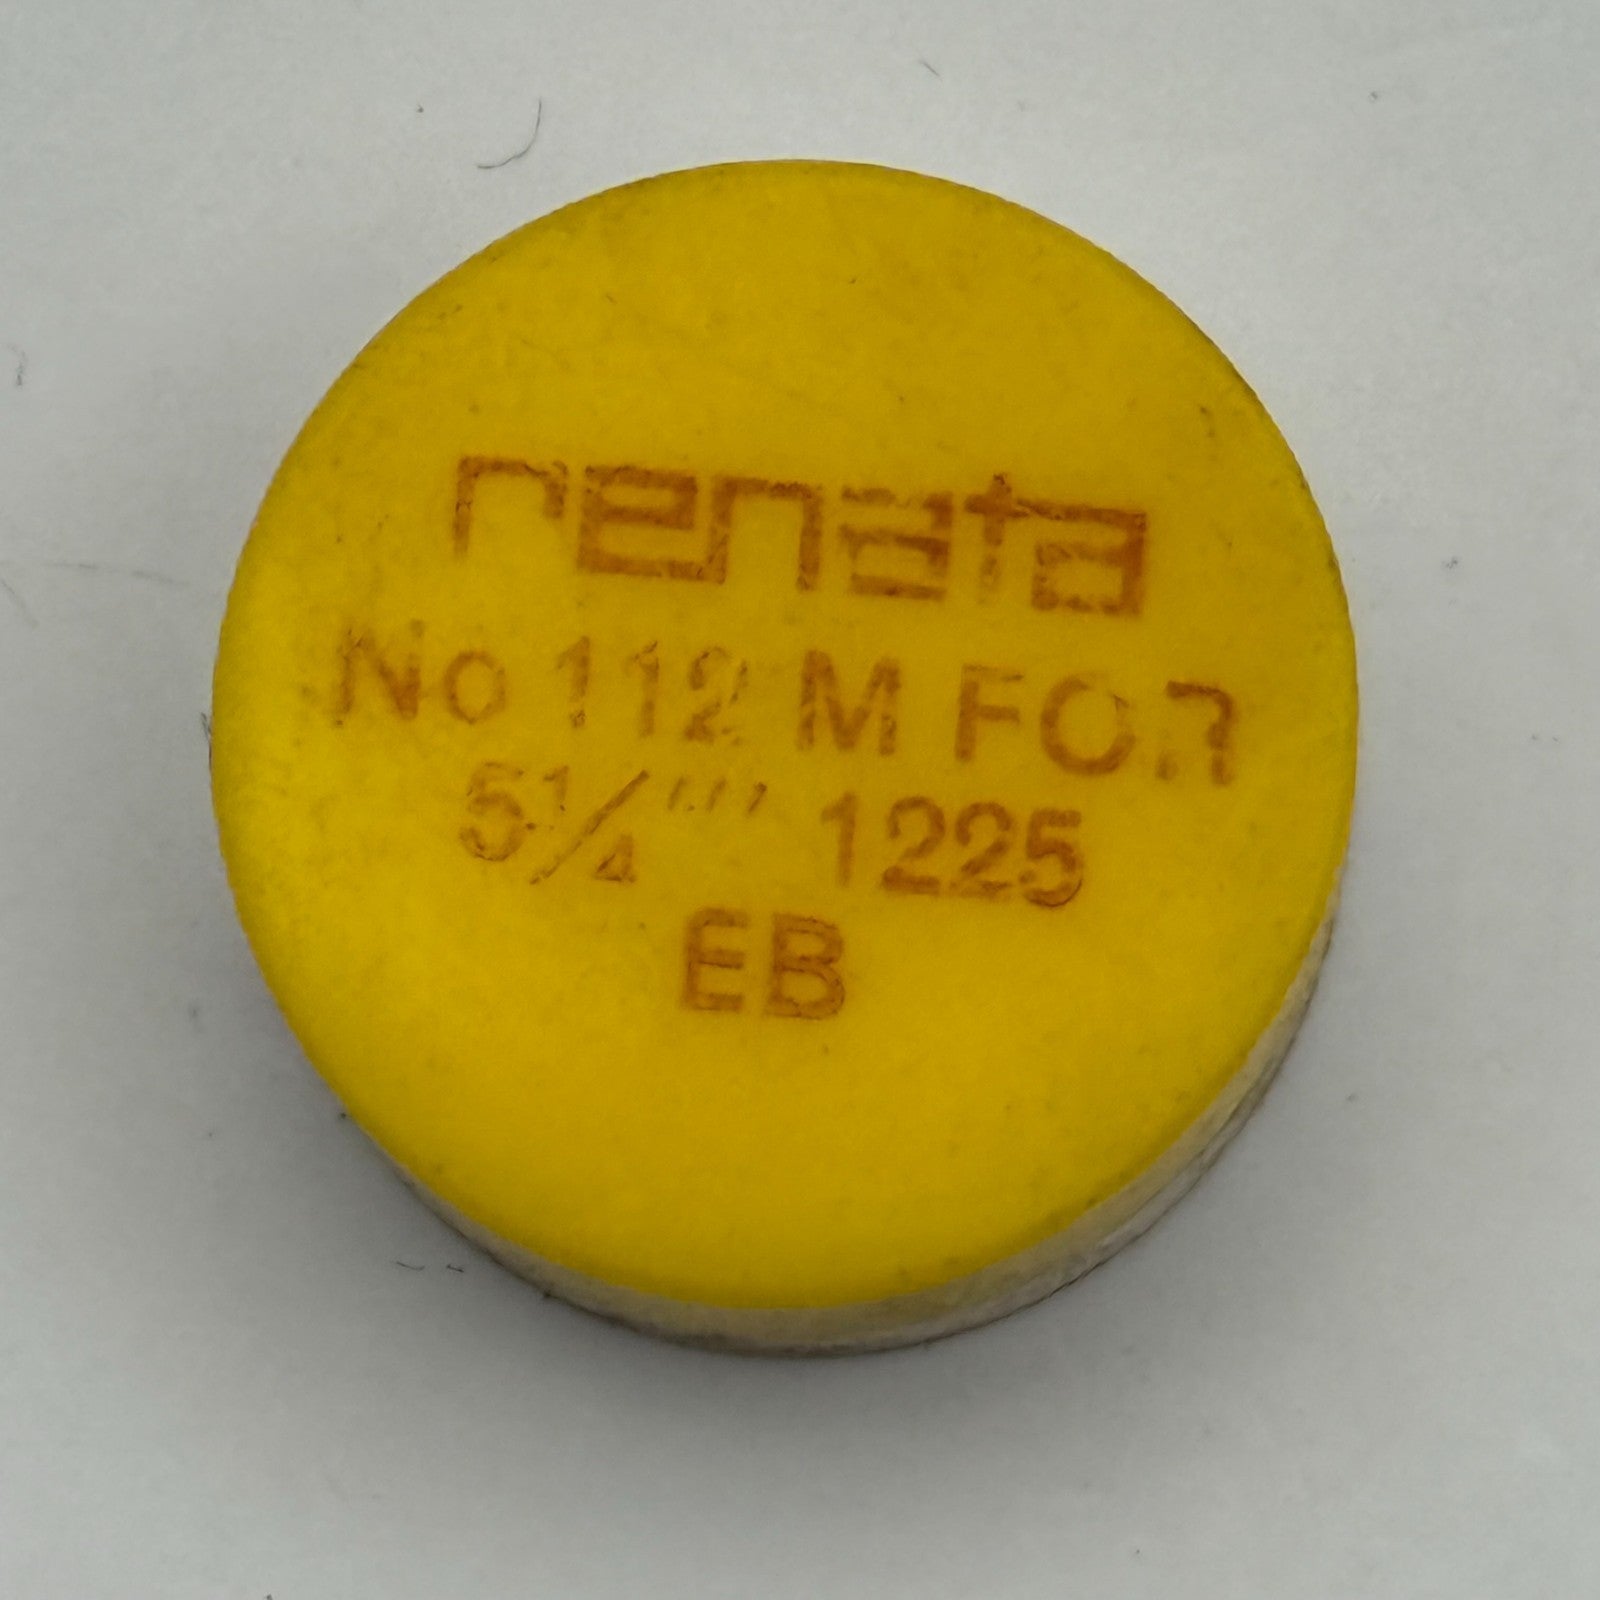 renata
No 112 M FOR
5¼''' 1225
EB